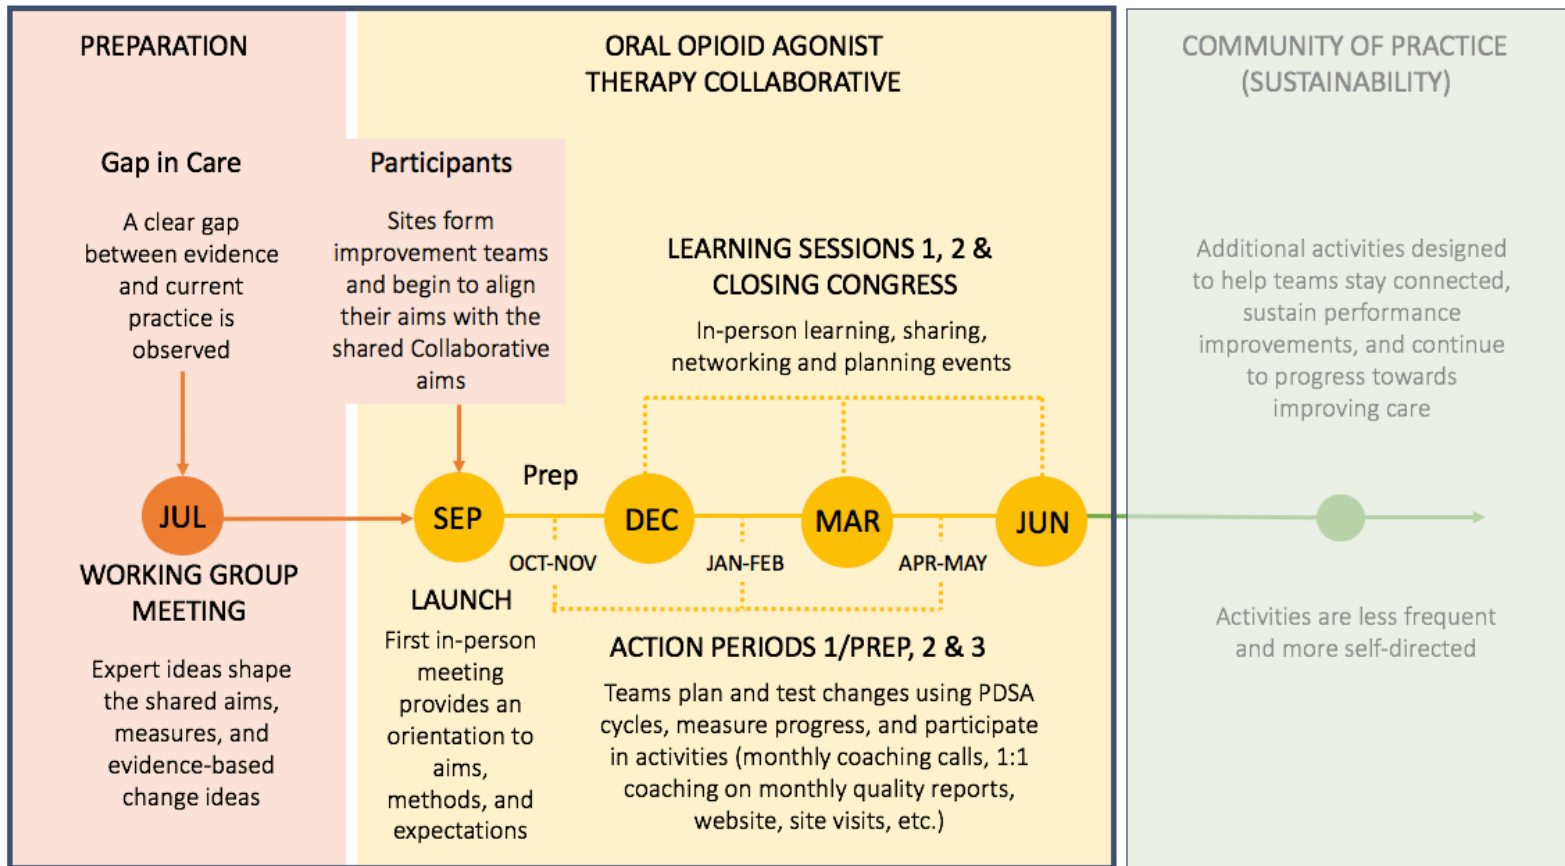 PREPARATION
Gap in Care
A clear gap
between evidence
and current
practice is
observed
JUL
WORKING GROUP
MEETING
Expert ideas shape
the shared aims,
measures, and
evidence-based
change ideas
ORAL OPIOID AGONIST
THERAPY COLLABORATIVE
Participants
Sites form
improvement teams
and begin to align
their aims with the
shared Collaborative
aims
SEP
LAUNCH
First in-person
meeting
provides an
orientation to
aims,
methods, and
expectations
LEARNING SESSIONS 1, 2 &
CLOSING CONGRESS
In-person learning, sharing,
networking and planning events
Prep
DEC
MAR
JUN
OCT-NOV
JAN-FEB
APR-MAY
ACTION PERIODS 1/PREP, 2 & 3
Teams plan and test changes using PDSA
cycles, measure progress, and participate
in activities (monthly coaching calls, 1:1
coaching on monthly quality reports,
website, site visits, etc.)
COMMUNITY OF PRACTICE
(SUSTAINABILITY)
Additional activities designed
to help teams stay connected,
sustain performance
improvements, and continue
to progress towards
improving care
Activities are less frequent
and more self-directed